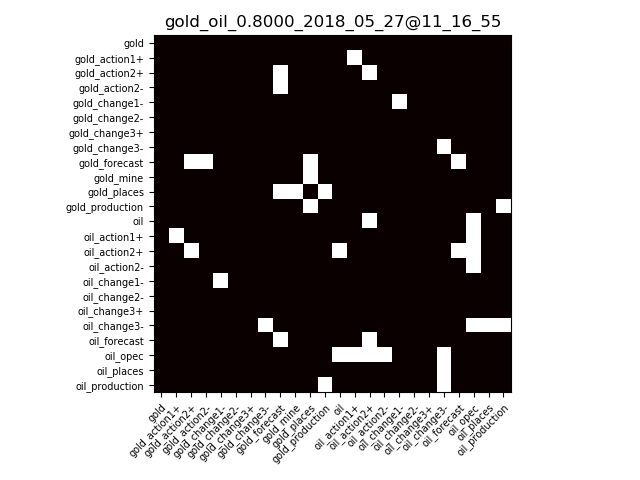 gold_oil_0.8000_2018_05_27@11_16_55
gold
gold_action1+
gold_action2+
gold_action2-
gold_change1-
gold_change2-
gold_change3+
gold_change3-
gold_forecast
gold_mine
gold_places
gold_production
oil
oil_action1+
oil_action2+
oil_action2-
oil_change1-
oil_change2-
oil_change3+
oil_change3-
oil_forecast
oil_opec
oil_places
oil_production
gold
gold_action1+
gold_action2+
gold_action2-
gold_change1-
gold_change2-
gold_change3+
gold_change3-
gold_forecast
gold_mine
gold_places
gold_production
oil
oil_action1+
oil_action2+
oil_action2-
oil_change1-
oil_change2-
oil_change3+
oil_change3-
oil_forecast
oil_opec
oil_places
oil_production